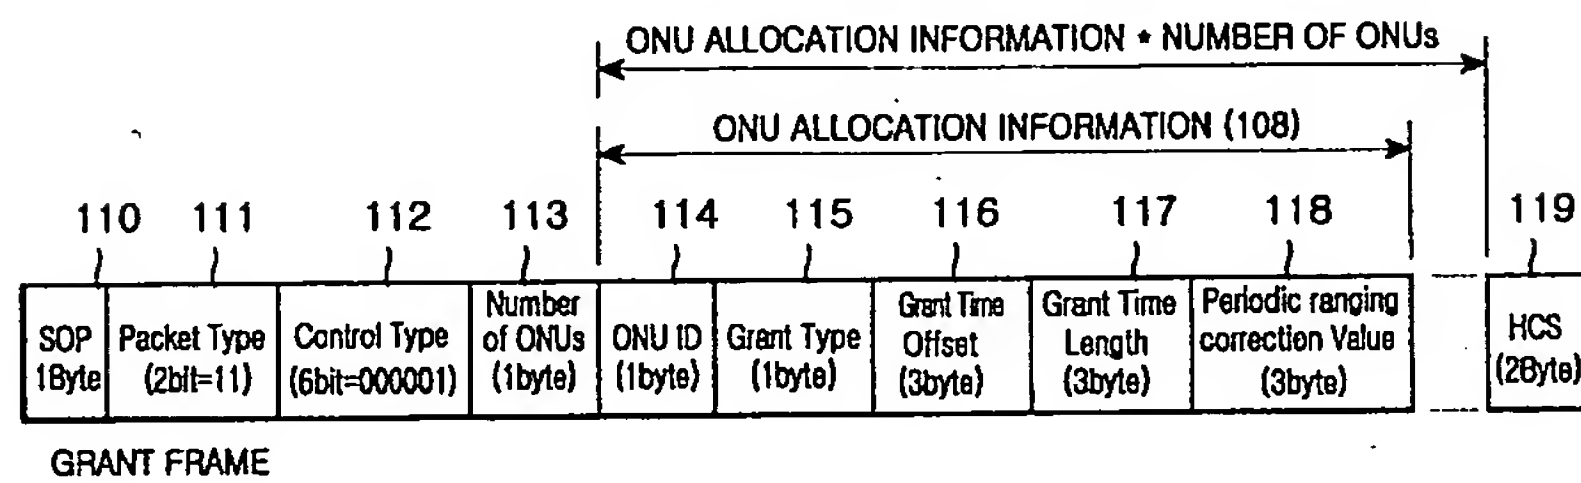 ONU ALLOCATION INFORMATION * NUMBER OF ONUs
ONU ALLOCATION INFORMATION (108)
110 111 112 113 114 115 116 117 118 119
SOP
1Byte
Packet Type
(2bit=11)
Control Type
(6bit=000001)
Number
of ONUs
(1byte)
ONU ID
(1byte)
Grant Type
(1byte)
Grant Time
Offset
(3byte)
Grant Time
Length
(3byte)
Periodic ranging
correction Value
(3byte)
HCS
(2Byte)
GRANT FRAME